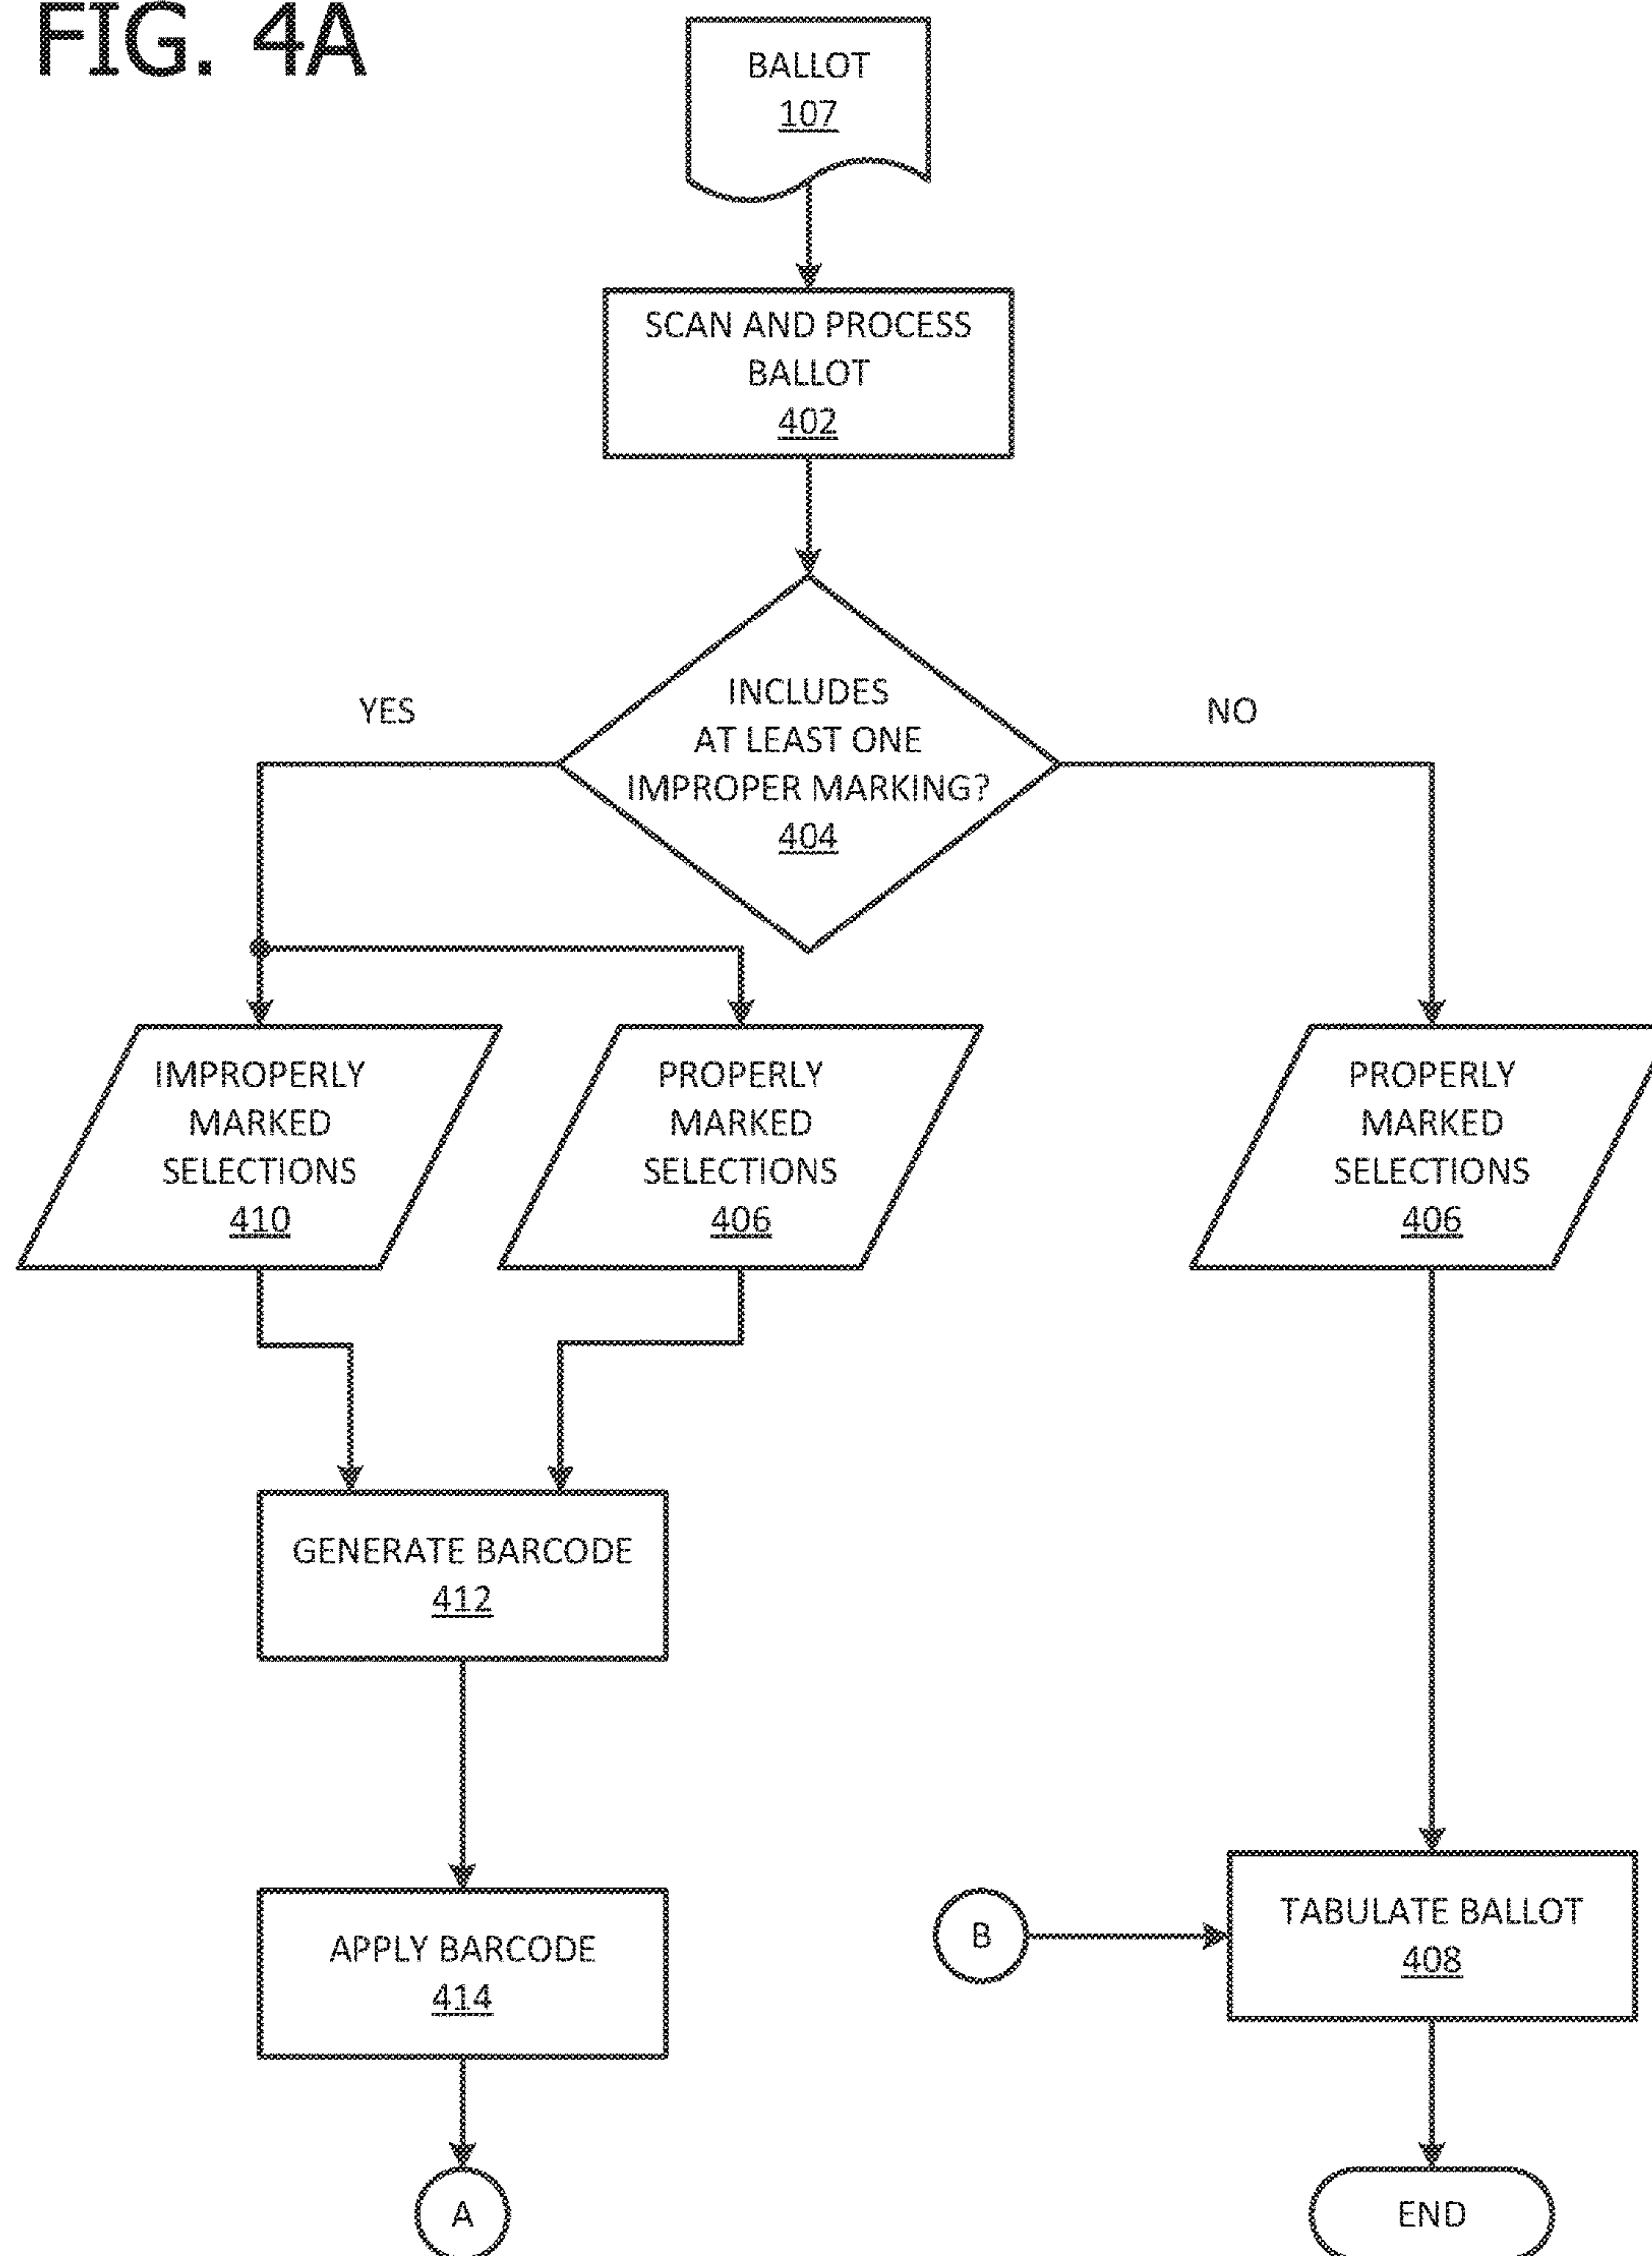 FIG. 4A
BALLOT
107
SCAN AND PROCESS
BALLOT
402
INCLUDES
AT LEAST ONE
IMPROPER MARKING?
404
YES
NO
IMPROPERLY
MARKED
SELECTIONS
410
PROPERLY
MARKED
SELECTIONS
406
PROPERLY
MARKED
SELECTIONS
406
GENERATE BARCODE
412
APPLY BARCODE
414
B
TABULATE BALLOT
408
A
END